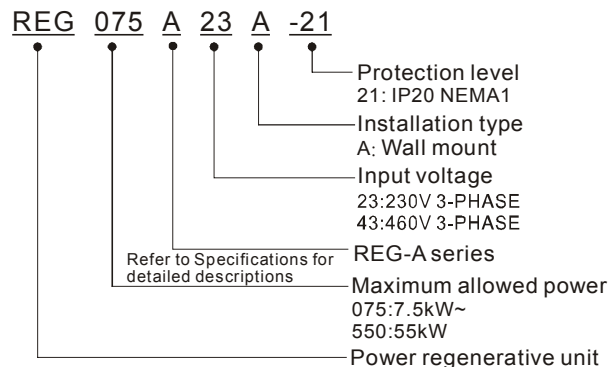 REG 075 A 23 A -21
Protection level
21: IP20 NEMA1
Installation type
A: Wall mount
Input voltage
23:230V 3-PHASE
43:460V 3-PHASE
REG-A series
Refer to Specifications for
detailed descriptions
Maximum allowed power
075:7.5kW~
550:55kW
Power regenerative unit